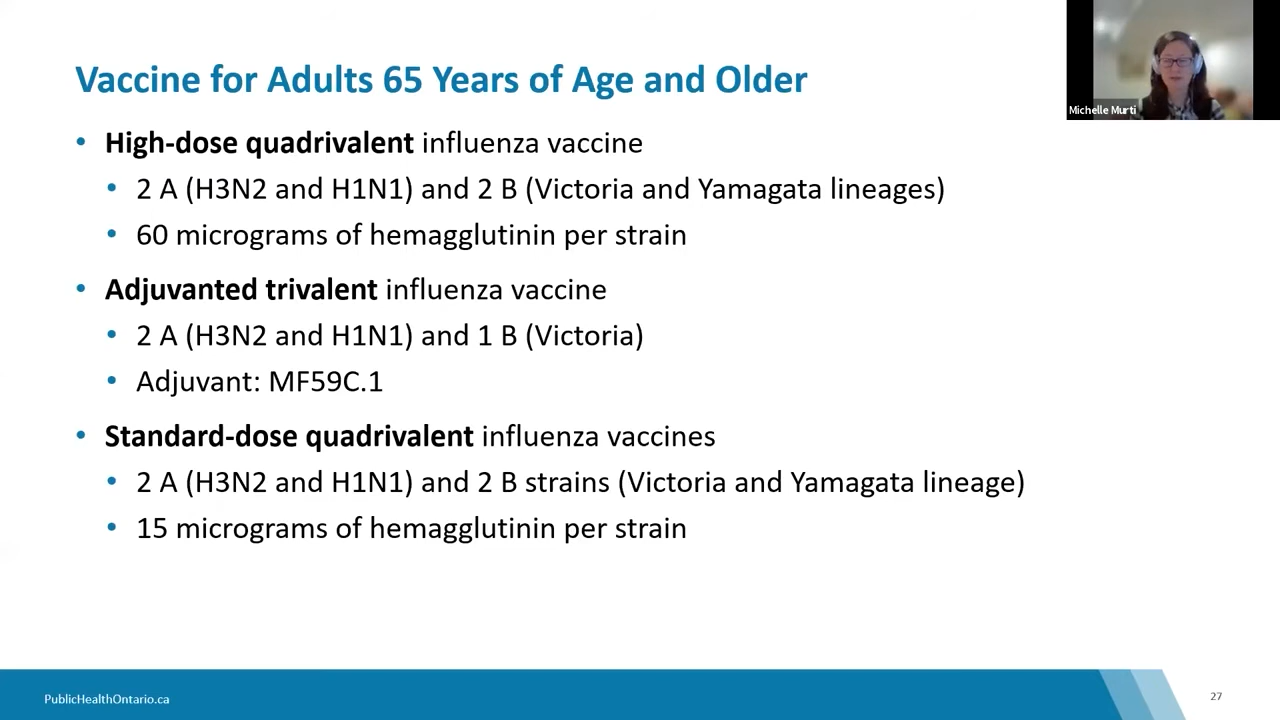 Vaccine for Adults 65 Years of Age and Older
Michelle Murti
• High-dose quadrivalent influenza vaccine
• 2 A (H3N2 and H1N1) and 2 B (Victoria and Yamagata lineages)
• 60 micrograms of hemagglutinin per strain
• Adjuvanted trivalent influenza vaccine
• 2 A (H3N2 and H1N1) and 1 B (Victoria)
• Adjuvant: MF59C.1
• Standard-dose quadrivalent influenza vaccines
• 2 A (H3N2 and H1N1) and 2 B strains (Victoria and Yamagata lineage)
• 15 micrograms of hemagglutinin per strain
PublicHealthOntario.ca
27